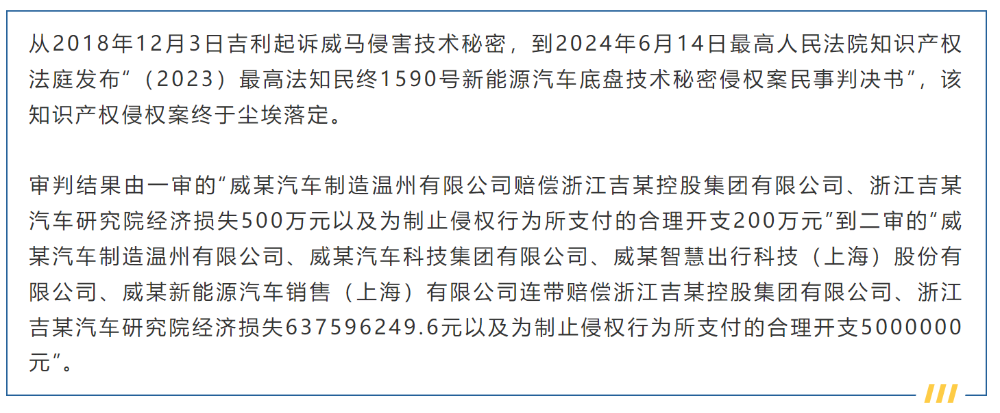 从2018年12月3日吉利起诉威马侵害技术秘密，到2024年6月14日最高人民法院知识产权
法庭发布“（2023）最高法知民终1590号新能源汽车底盘技术秘密侵权案民事判决书”，该
知识产权侵权案终于尘埃落定。
审判结果由一审的“威某汽车制造温州有限公司赔偿浙江吉某控股集团有限公司、浙江吉某
汽车研究院经济损失500万元以及为制止侵权行为所支付的合理开支200万元”到二审的“威
某汽车制造温州有限公司、威某汽车科技集团有限公司、威某智慧出行科技（上海）股份有
限公司、威某新能源汽车销售（上海）有限公司连带赔偿浙江吉某控股集团有限公司、浙江
吉某汽车研究院经济损失637596249.6元以及为制止侵权行为所支付的合理开支5000000
元”。